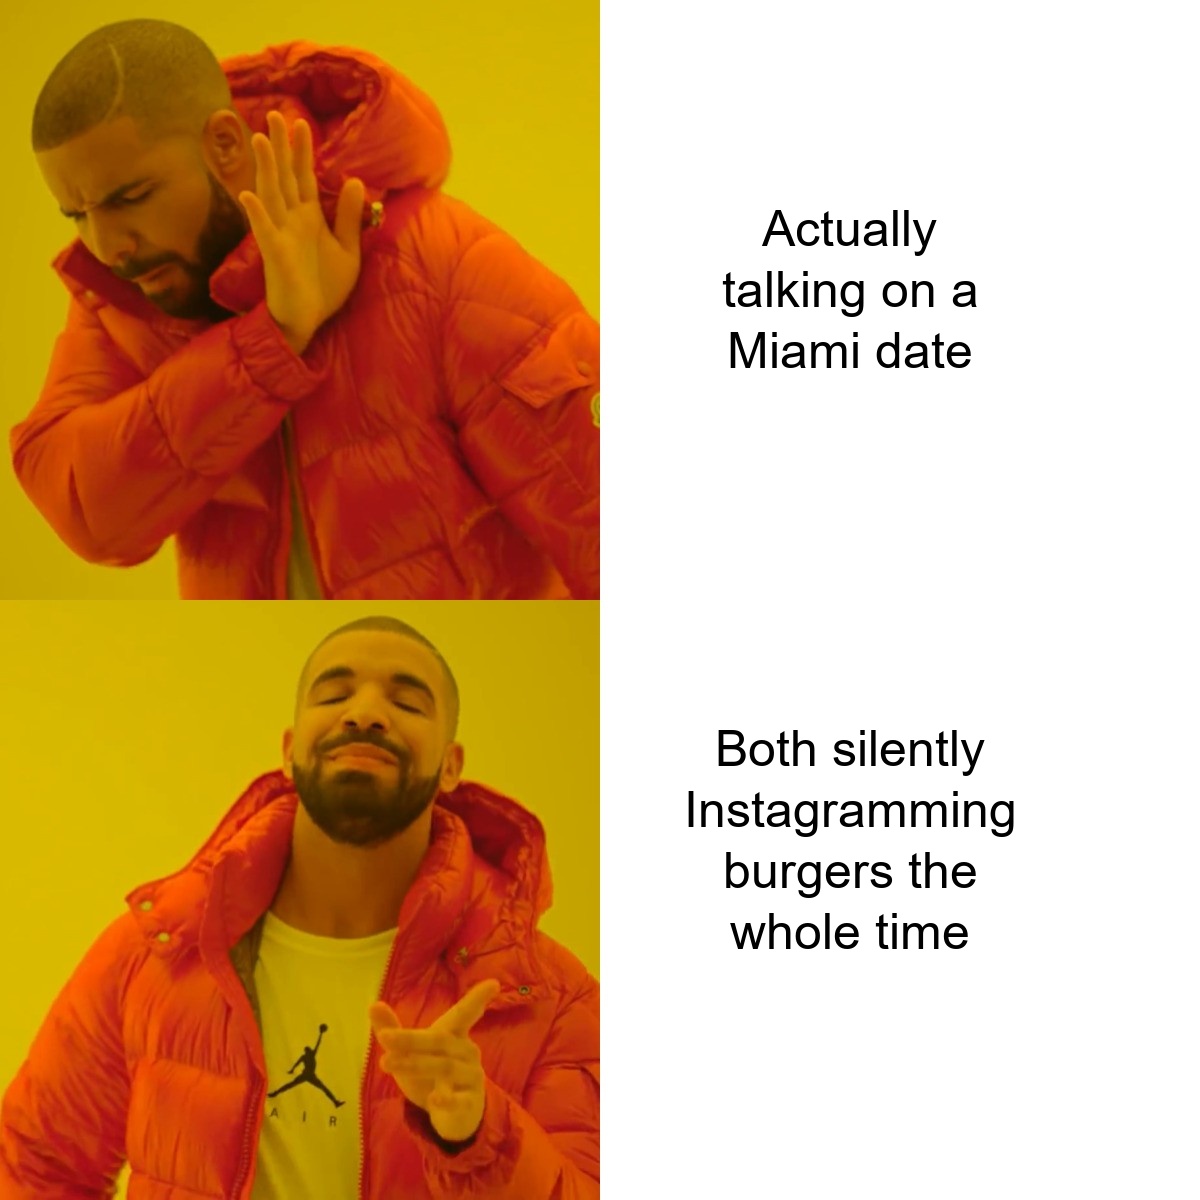 Actually
talking on a
Miami date
Both silently
Instagramming
burgers the
whole time
AIR